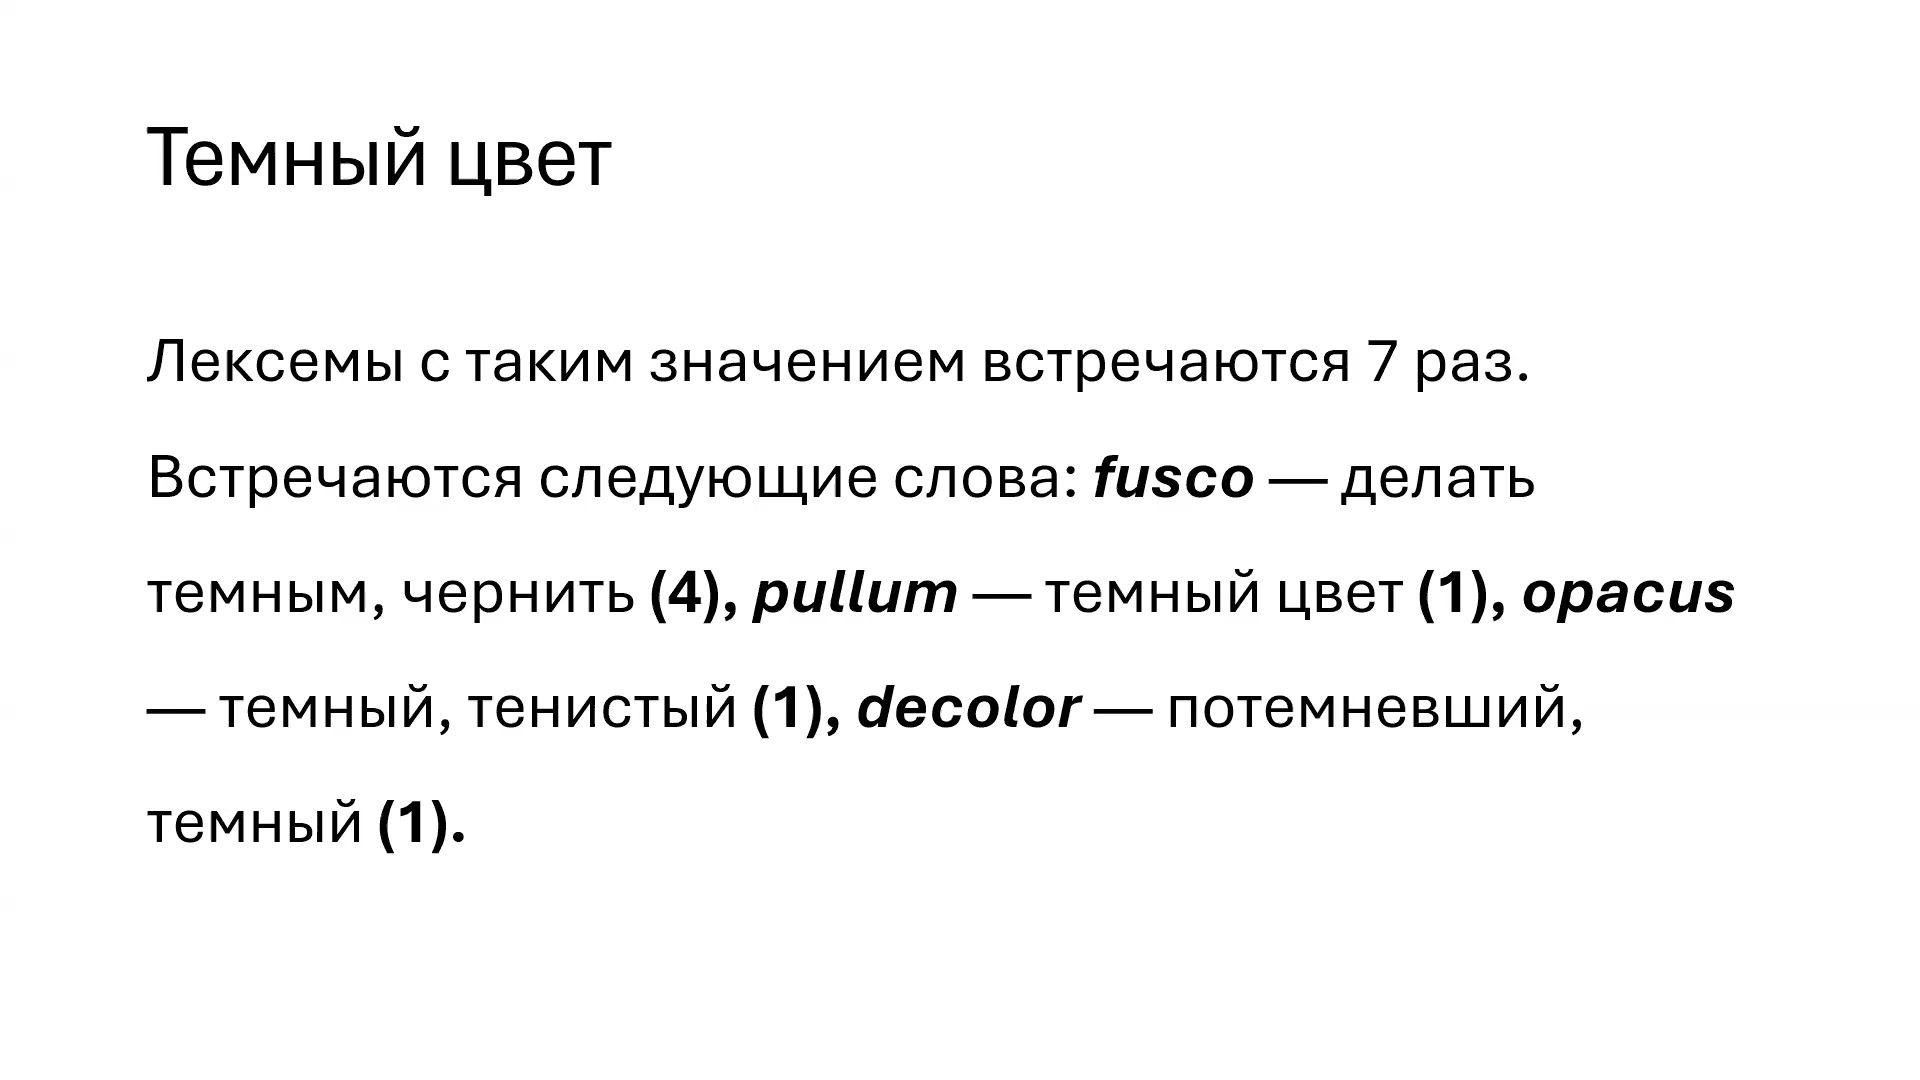 Темный цвет
Лексемы с таким значением встречаются 7 раз.
Встречаются следующие слова: fusco — делать
темным, чернить (4), pullum — темный цвет (1), opacus
— темный, тенистый (1), decolor — потемневший,
темный (1).